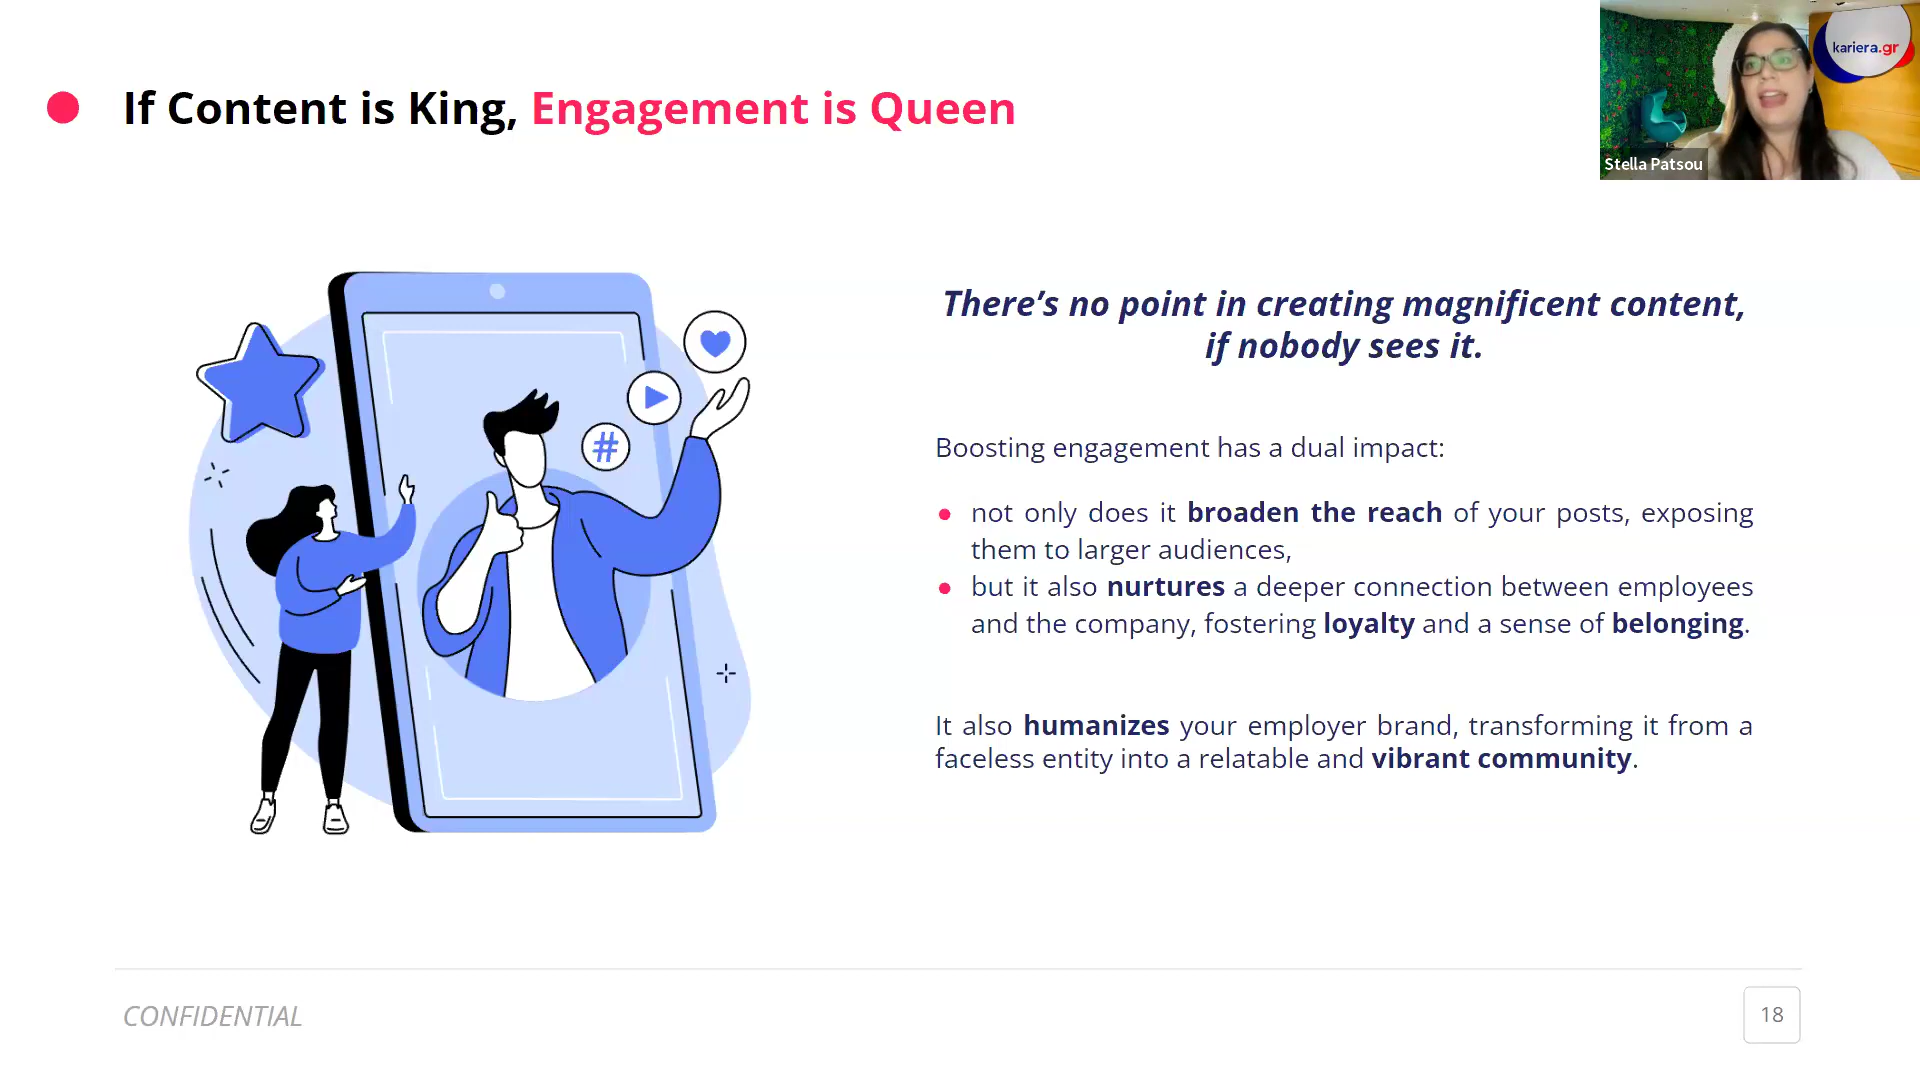 If Content is King, Engagement is Queen
kariera.gr
Stella Patsou
There's no point in creating magnificent content,
if nobody sees it.
#
Boosting engagement has a dual impact:
not only does it broaden the reach of your posts, exposing
them to larger audiences,
but it also nurtures a deeper connection between employees
and the company, fostering loyalty and a sense of belonging.
It also humanizes your employer brand, transforming it from a
faceless entity into a relatable and vibrant community.
CONFIDENTIAL
18